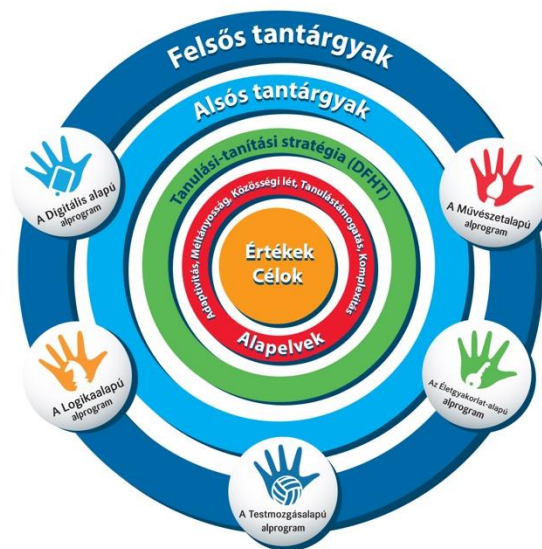 Felsős tantárgyak
Alsós tantárgyak
Tanulási-tanítási stratégia (DFHT)
Adaptivitás, Méltányosság, Közösségi lét, Tanulástámogatás, Komplexitás
Értékek
Célok
Alapelvek
A Digitális alapú
alprogram
A Művészetalapú
alprogram
A Logikaalapú
alprogram
Az Életgyakorlat-alapú
alprogram
A Testmozgásalapú
alprogram